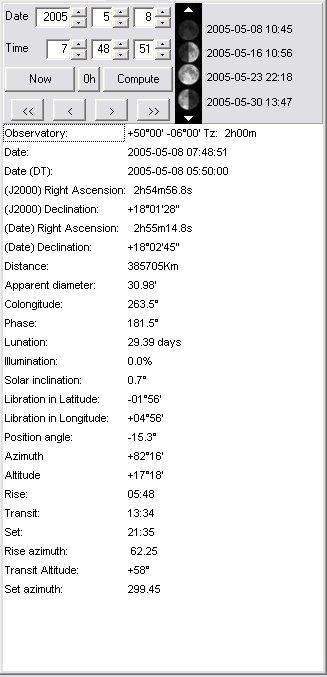 Date 2005 5 8
Time 7 48 51
Now 0h Compute
<< < > >>
2005-05-08 10:45
2005-05-16 10:56
2005-05-23 22:18
2005-05-30 13:47
Observatory: +50°00' -06°00' Tz: 2h00m
Date: 2005-05-08 07:48:51
Date (DT): 2005-05-08 05:50:00
(J2000) Right Ascension: 2h54m56.8s
(J2000) Declination: +18°01'28"
(Date) Right Ascension: 2h55m14.8s
(Date) Declination: +18°02'45"
Distance: 385705Km
Apparent diameter: 30.98'
Colongitude: 263.5°
Phase: 181.5°
Lunation: 29.39 days
Illumination: 0.0%
Solar inclination: 0.7°
Libration in Latitude: -01°56'
Libration in Longitude: +04°56'
Position angle: -15.3°
Azimuth +82°16'
Altitude +17°18'
Rise: 05:48
Transit: 13:34
Set: 21:35
Rise azimuth: 62.25
Transit Altitude: +58°
Set azimuth: 299.45